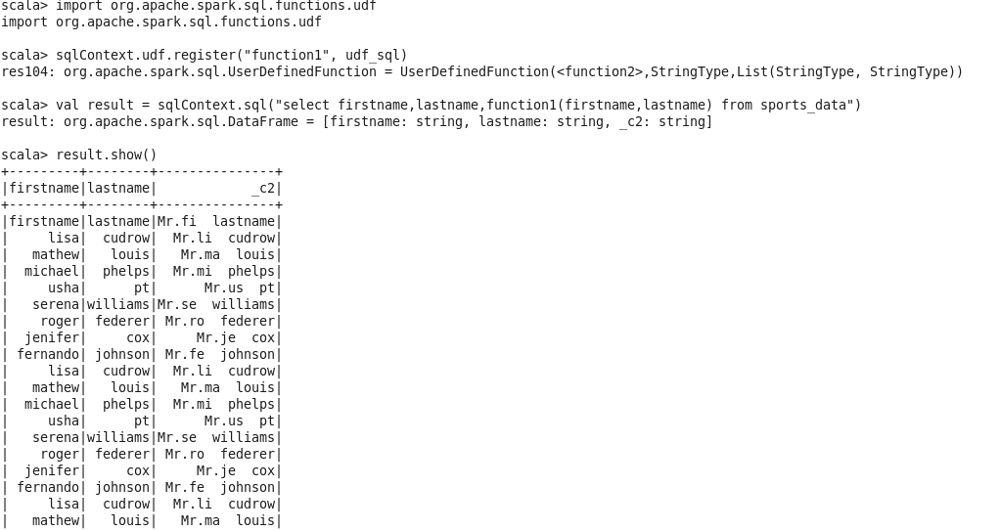 scala> import org.apache.spark.sql.functions.udf
import org.apache.spark.sql.functions.udf

scala> sqlContext.udf.register("function1", udf_sql)
res104: org.apache.spark.sql.UserDefinedFunction = UserDefinedFunction(<function2>,StringType,List(StringType, StringType))

scala> val result = sqlContext.sql("select firstname,lastname,function1(firstname,lastname) from sports_data")
result: org.apache.spark.sql.DataFrame = [firstname: string, lastname: string, _c2: string]

scala> result.show()
+---------+--------+---------------+
|firstname|lastname|            _c2|
+---------+--------+---------------+
|firstname|lastname|Mr.fi  lastname|
|     lisa|  cudrow|  Mr.li  cudrow|
|   mathew|   louis|   Mr.ma  louis|
|  michael|  phelps|  Mr.mi  phelps|
|     usha|      pt|      Mr.us  pt|
|   serena|williams|Mr.se  williams|
|    roger| federer| Mr.ro  federer|
|  jenifer|     cox|     Mr.je  cox|
| fernando| johnson| Mr.fe  johnson|
|     lisa|  cudrow|  Mr.li  cudrow|
|   mathew|   louis|   Mr.ma  louis|
|  michael|  phelps|  Mr.mi  phelps|
|     usha|      pt|      Mr.us  pt|
|   serena|williams|Mr.se  williams|
|    roger| federer| Mr.ro  federer|
|  jenifer|     cox|     Mr.je  cox|
| fernando| johnson| Mr.fe  johnson|
|     lisa|  cudrow|  Mr.li  cudrow|
|   mathew|   louis|   Mr.ma  louis|